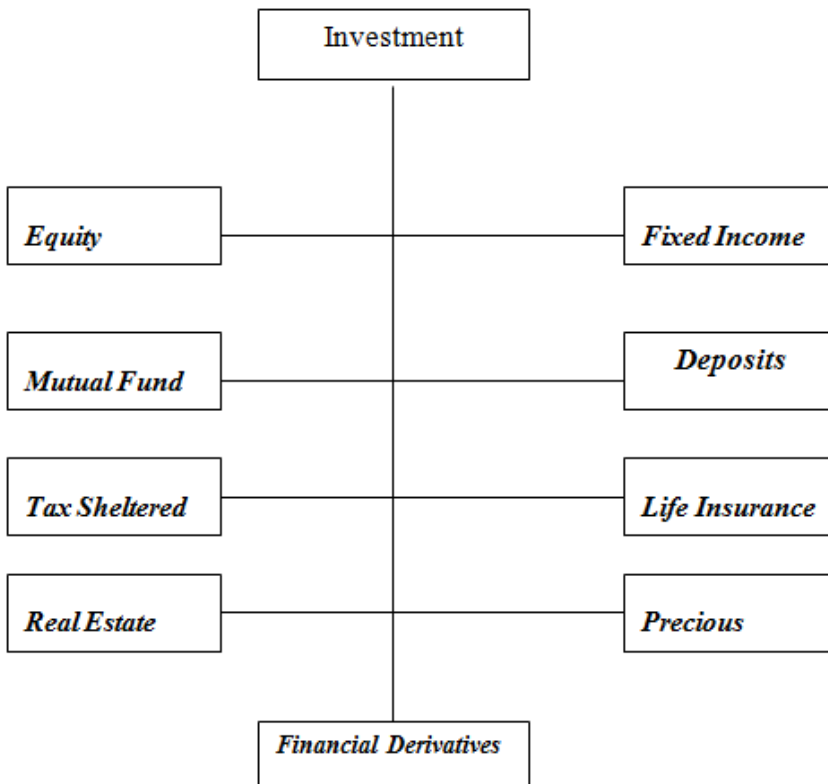 Investment
Equity
Fixed Income
Mutual Fund
Deposits
Tax Sheltered
Life Insurance
Real Estate
Precious
Financial Derivatives